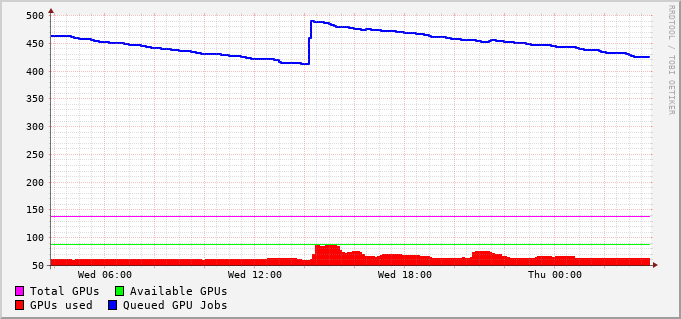 500
450
400
350
300
250
200
150
100
50
Wed 06:00 Wed 12:00 Wed 18:00 Thu 00:00
Total GPUs Available GPUs
GPUs used Queued GPU Jobs
RRDTOOL / TOBI OETIKER